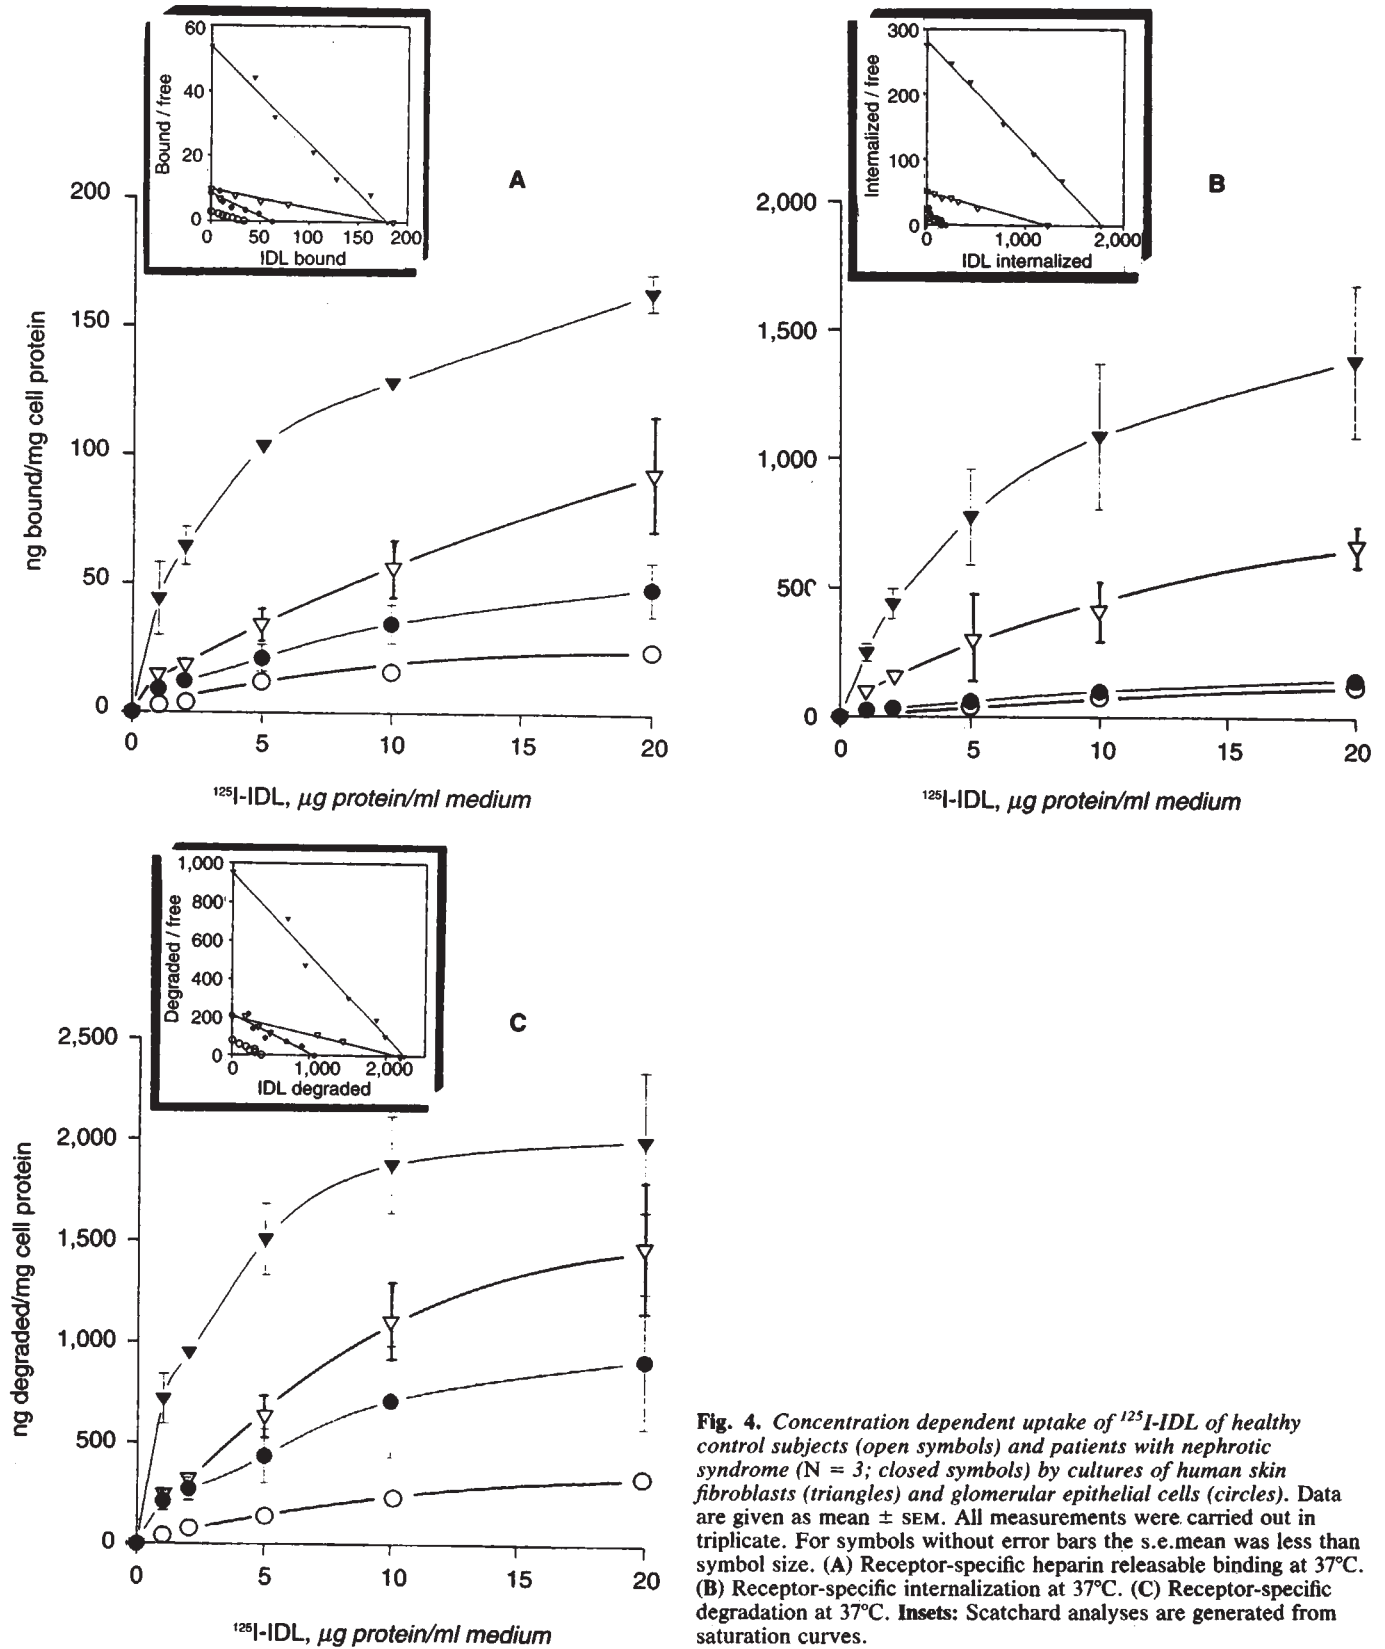 60
40
20
0
Bound / free
0 50 100 150 200
IDL bound
A
200
150
100
50
0
ng bound/mg cell protein
0 5 10 15 20
¹²⁵I-IDL, µg protein/ml medium
300
200
100
0
Internalized / free
0 1,000 2,000
IDL internalized
B
2,000
1,500
1,000
500
0
0 5 10 15 20
¹²⁵I-IDL, µg protein/ml medium
1,000
800
600
400
200
0
Degraded / free
0 1,000 2,000
IDL degraded
C
2,500
2,000
1,500
1,000
500
0
ng degraded/mg cell protein
0 5 10 15 20
¹²⁵I-IDL, µg protein/ml medium
Fig. 4. Concentration dependent uptake of ¹²⁵I-IDL of healthy
control subjects (open symbols) and patients with nephrotic
syndrome (N = 3; closed symbols) by cultures of human skin
fibroblasts (triangles) and glomerular epithelial cells (circles). Data
are given as mean ± SEM. All measurements were carried out in
triplicate. For symbols without error bars the s.e.mean was less than
symbol size. (A) Receptor-specific heparin releasable binding at 37°C.
(B) Receptor-specific internalization at 37°C. (C) Receptor-specific
degradation at 37°C. Insets: Scatchard analyses are generated from
saturation curves.